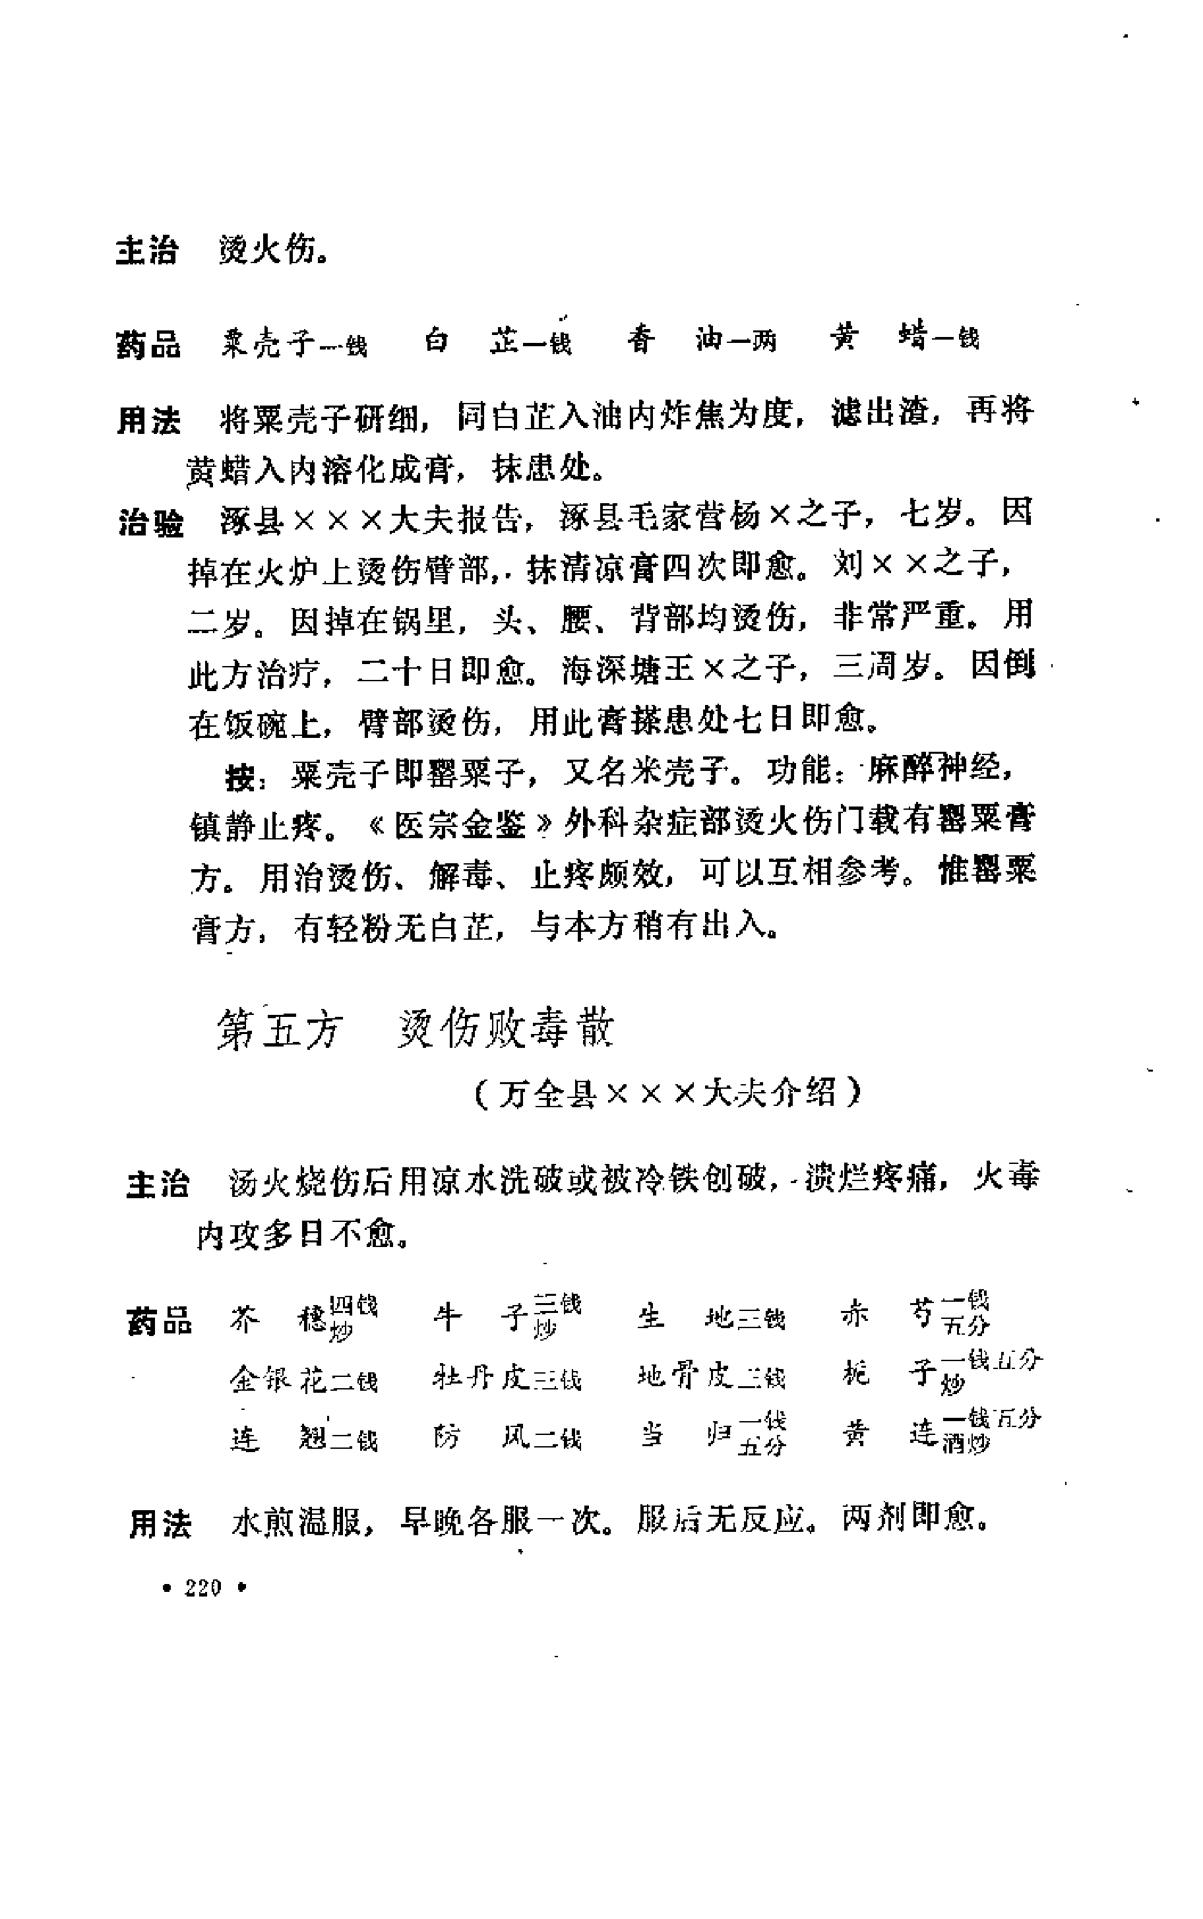 主治　烫火伤。
药品　粟壳子一钱　白　芷一钱　香　油一两　黄　蜡一钱
用法　将粟壳子研细，同白芷入油内炸焦为度，滤出渣，再将
黄蜡入内溶化成膏，抹患处。
治验　涿县×××大夫报告，涿县毛家营杨×之子，七岁。因
掉在火炉上烫伤臂部，抹清凉膏四次即愈。刘××之子，
二岁。因掉在锅里，头、腰、背部均烫伤，非常严重。用
此方治疗，二十日即愈。海深塘王×之子，三周岁。因倒
在饭碗上，臂部烫伤，用此膏搽患处七日即愈。
按：粟壳子即罂粟子，又名米壳子。功能：麻醉神经，
镇静止疼。《医宗金鉴》外科杂症部烫火伤门载有罂粟膏
方。用治烫伤、解毒、止疼颇效，可以互相参考。惟罂粟
膏方，有轻粉无白芷，与本方稍有出入。
第五方　烫伤败毒散
（万全县×××大夫介绍）
主治　汤火烧伤后用凉水洗破或被冷铁创破，溃烂疼痛，火毒
内攻多日不愈。
药品　芥　穗四钱炒　牛　子三钱炒　生　地三钱　赤　芍一钱五分
金银花二钱　牡丹皮三钱　地骨皮二钱　栀　子一钱五分炒
连　翘二钱　防　风二钱　当　归一钱五分　黄　连一钱五分酒炒
用法　水煎温服，早晚各服一次。服后无反应。两剂即愈。
• 220 •